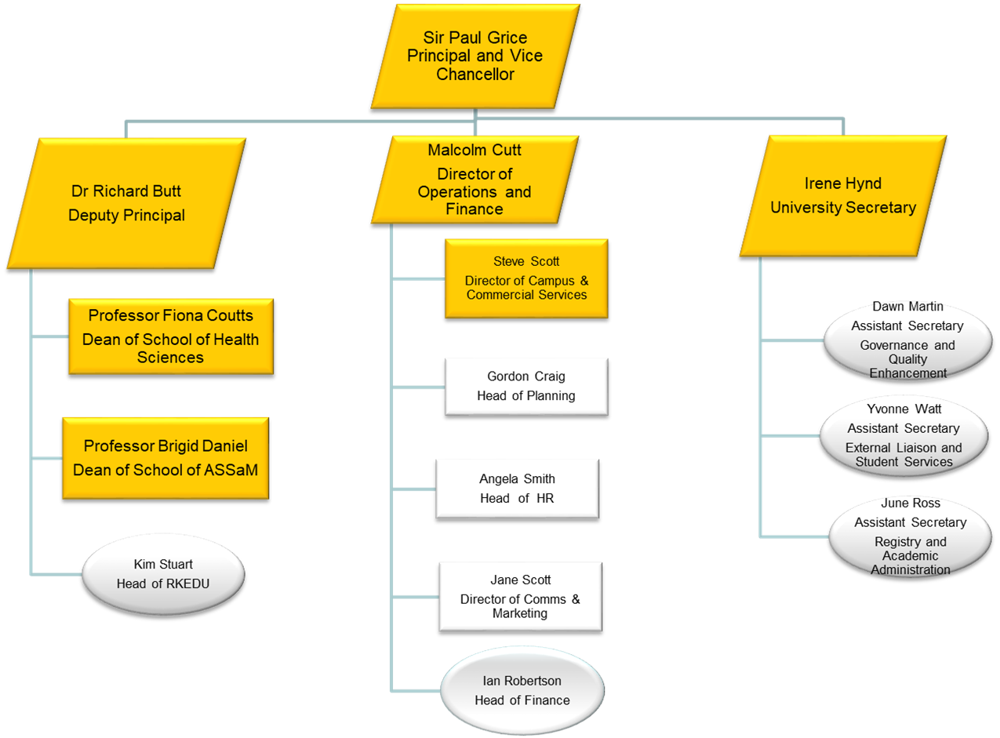 Sir Paul Grice
Principal and Vice
Chancellor
Dr Richard Butt
Deputy Principal
Malcolm Cutt
Director of
Operations and
Finance
Irene Hynd
University Secretary
Professor Fiona Coutts
Dean of School of Health
Sciences
Professor Brigid Daniel
Dean of School of ASSaM
Kim Stuart
Head of RKEDU
Steve Scott
Director of Campus &
Commercial Services
Gordon Craig
Head of Planning
Angela Smith
Head of HR
Jane Scott
Director of Comms &
Marketing
Ian Robertson
Head of Finance
Dawn Martin
Assistant Secretary
Governance and
Quality
Enhancement
Yvonne Watt
Assistant Secretary
External Liaison and
Student Services
June Ross
Assistant Secretary
Registry and
Academic
Administration